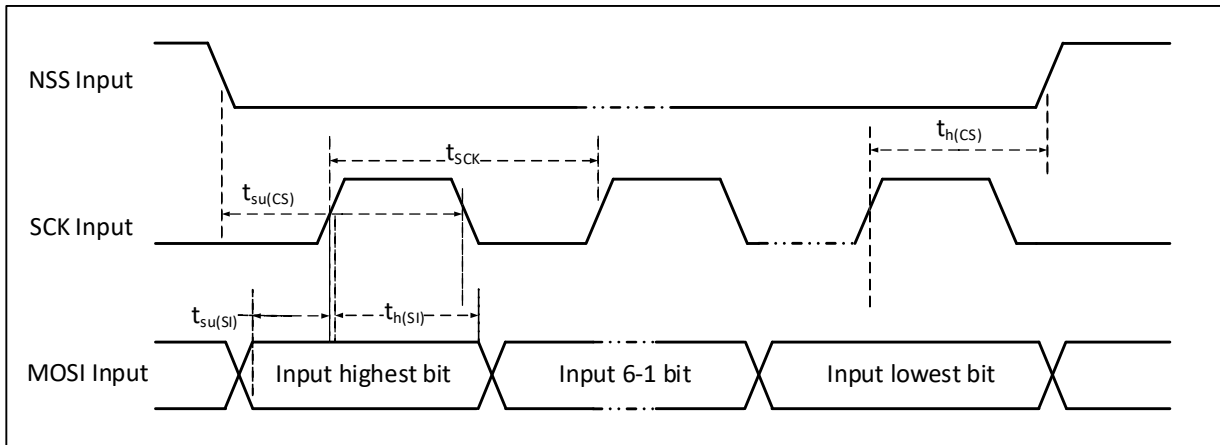 NSS Input
t_h(CS)
t_SCK
t_su(CS)
SCK Input
t_su(SI)
t_h(SI)
MOSI Input
Input highest bit
Input 6-1 bit
Input lowest bit